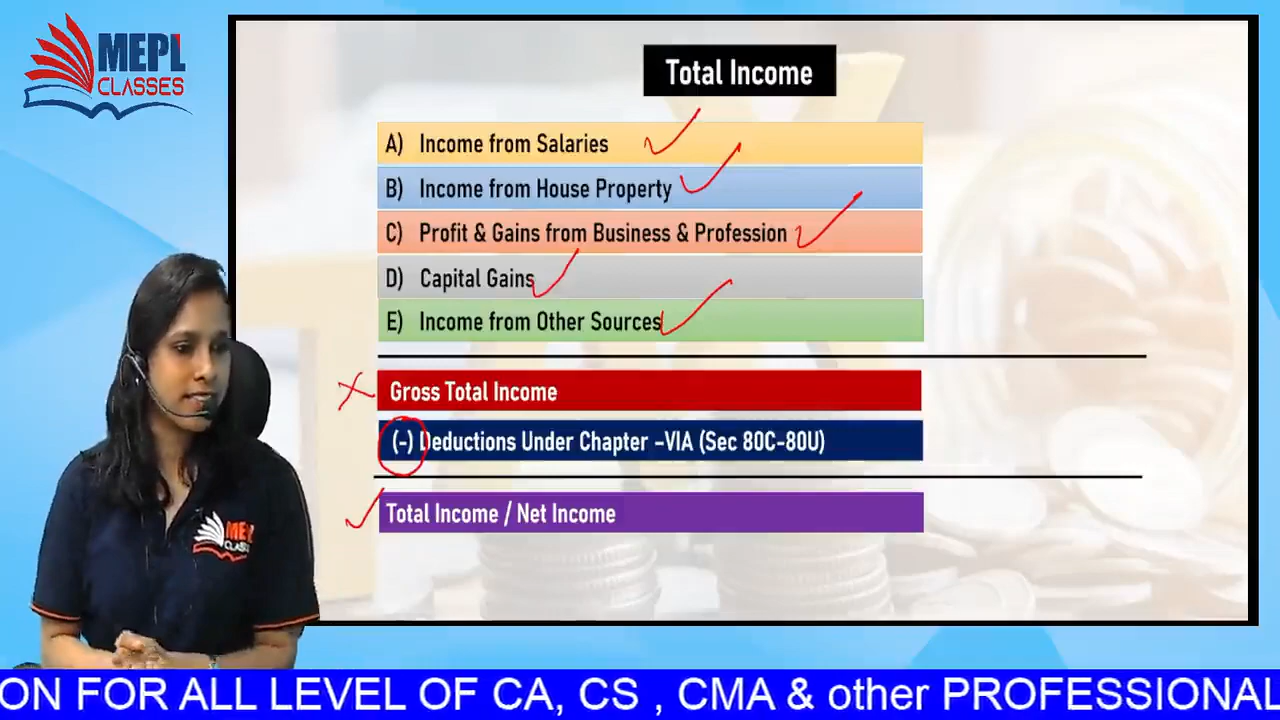 MEPL
CLASSES
Total Income
A) Income from Salaries
B) Income from House Property
C) Profit & Gains from Business & Profession
D) Capital Gains
E) Income from Other Sources
Gross Total Income
(-) Deductions Under Chapter –VIA (Sec 80C-80U)
Total Income / Net Income
MEPL
CLASSES
ON FOR ALL LEVEL OF CA, CS , CMA & other PROFESSIONAL